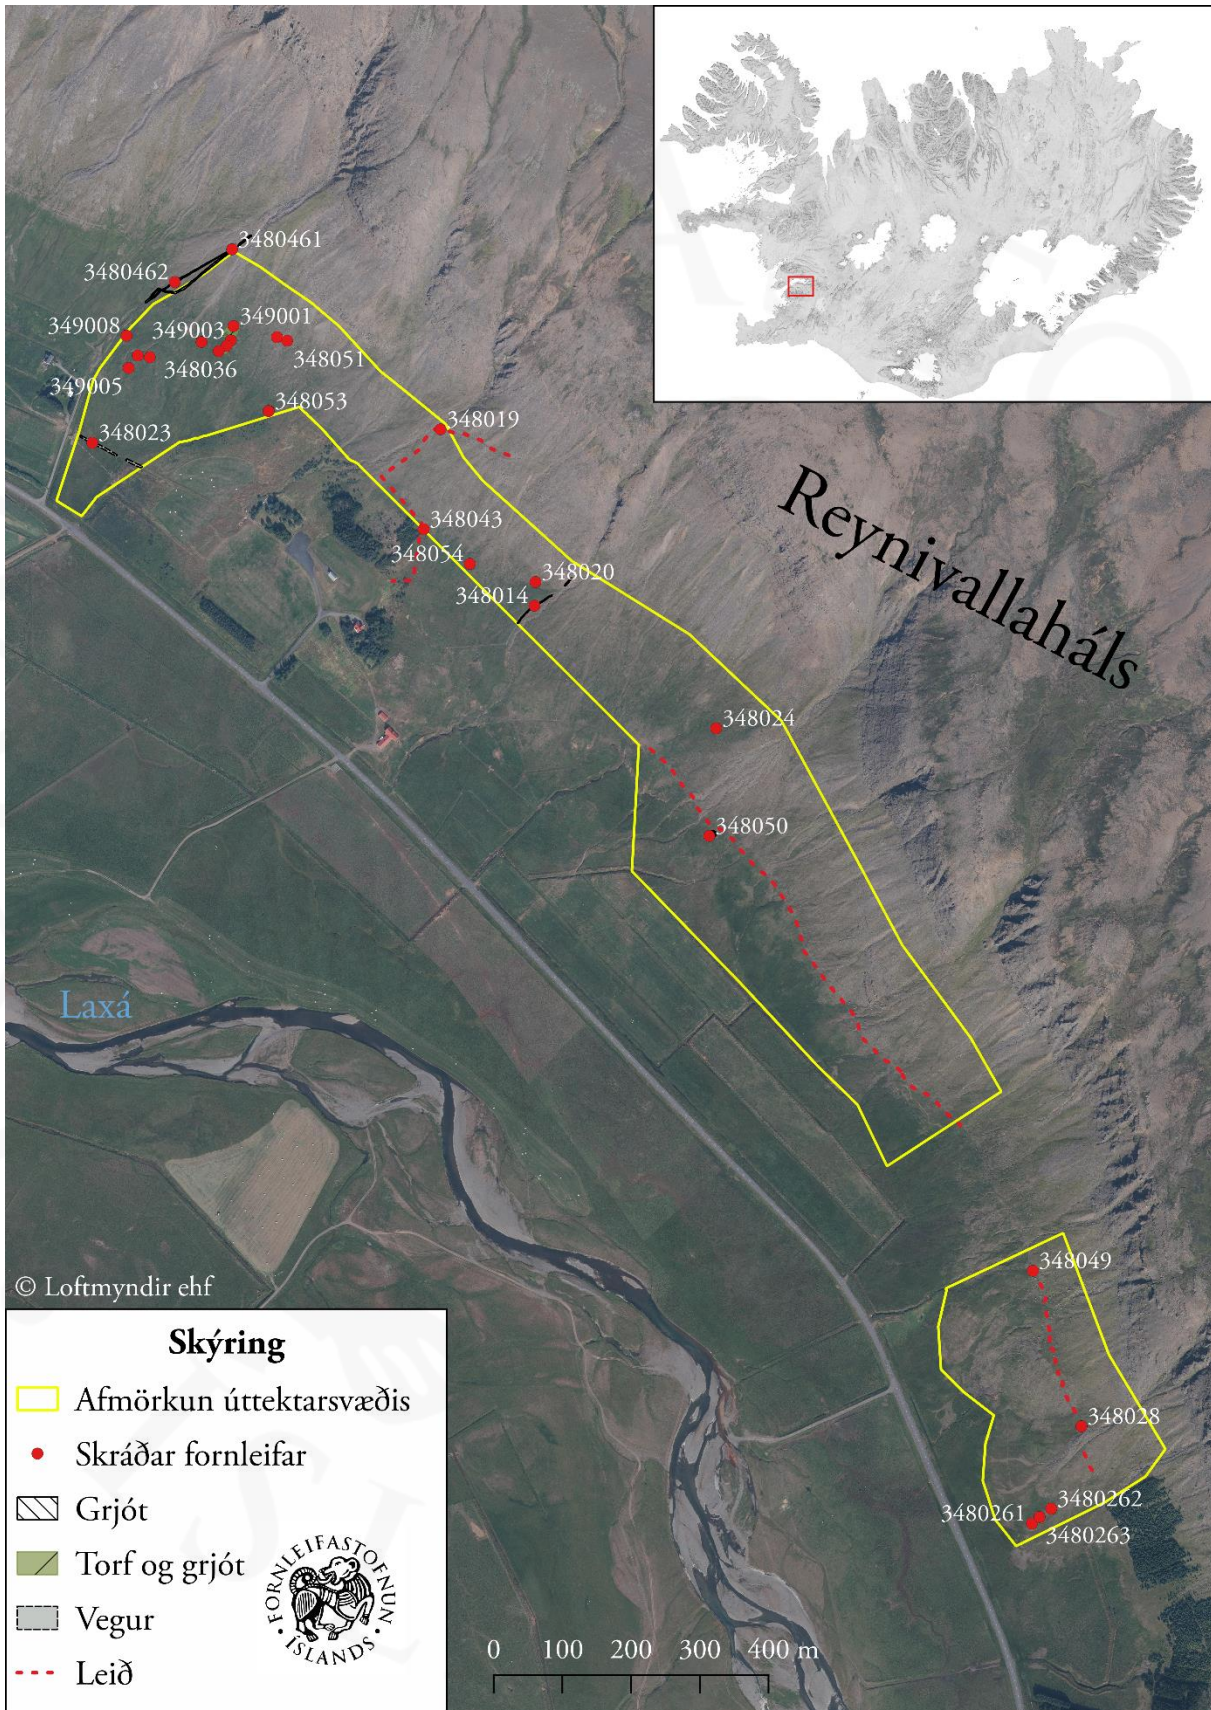 3480461
3480462
349008
349003
349001
349005
348036
348051
348053
348023
348019
348043
348054
348020
348014
Reynivallaháls
348024
348050
Laxá
348049
348028
3480262
3480261
3480263
© Loftmyndir ehf
Skýring
Afmörkun úttektarsvæðis
Skráðar fornleifar
Grjót
Torf og grjót
Vegur
Leið
FORNLEIFASTOFNUN
· ÍSLANDS ·
0 100 200 300 400 m